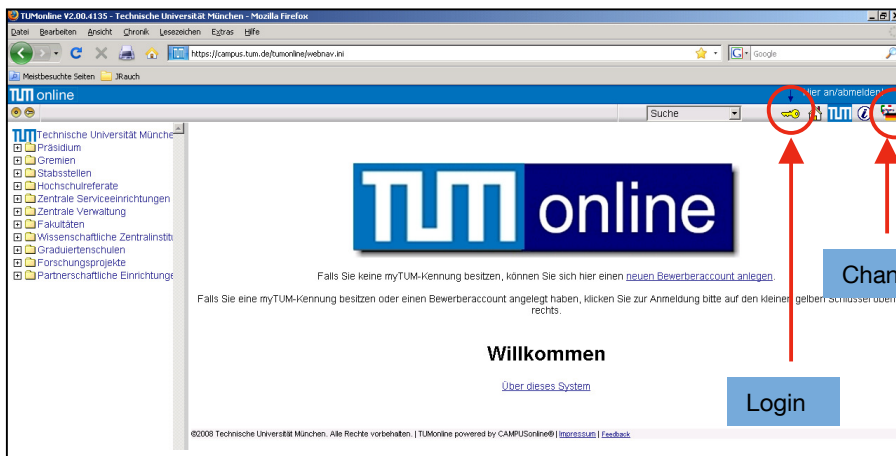 TUMonline V2.00.4135 - Technische Universität München - Mozilla Firefox
Datei Bearbeiten Ansicht Chronik Lesezeichen Extras Hilfe
https://campus.tum.de/tumonline/webnav.ini
Google
Meistbesuchte Seiten JRauch
TUM online
Hier an/abmelden!
Suche
TUM
TUM Technische Universität Münche
Präsidium
Gremien
Stabsstellen
Hochschulreferate
Zentrale Serviceeinrichtungen
Zentrale Verwaltung
Fakultäten
Wissenschaftliche Zentralinstitu
Graduiertenschulen
Forschungsprojekte
Partnerschaftliche Einrichtunge
TUM online
Falls Sie keine myTUM-Kennung besitzen, können Sie sich hier einen neuen Bewerberaccount anlegen.
Falls Sie eine myTUM-Kennung besitzen oder einen Bewerberaccount angelegt haben, klicken Sie zur Anmeldung bitte auf den kleinen gelben Schlüssel oben
rechts.
Chan
Willkommen
Über dieses System
Login
©2008 Technische Universität München. Alle Rechte vorbehalten. | TUMonline powered by CAMPUSonline® | Impressum | Feedback